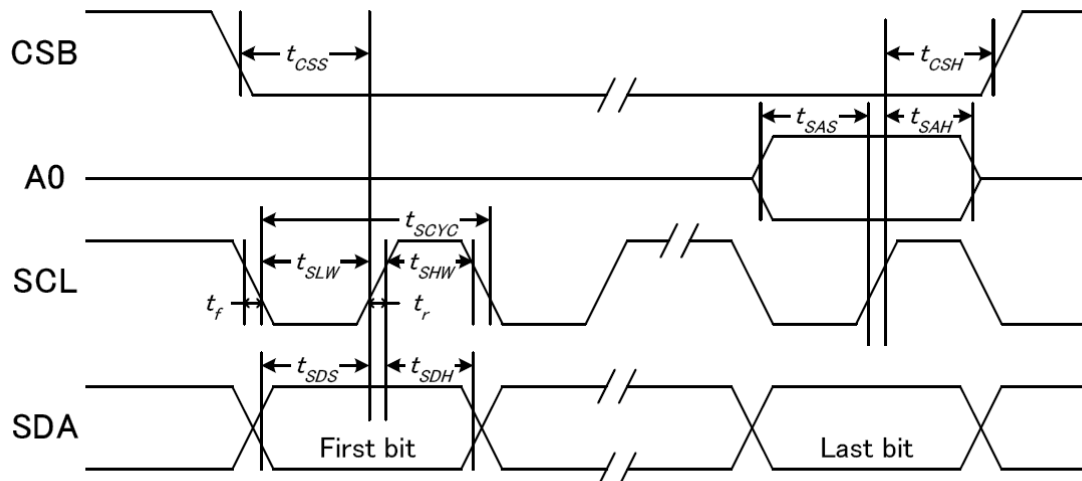 CSB
tCSS
tCSH
tSAS
tSAH
A0
tSCYC
SCL
tSLW
tSHW
tf
tr
tSDS
tSDH
SDA
First bit
Last bit